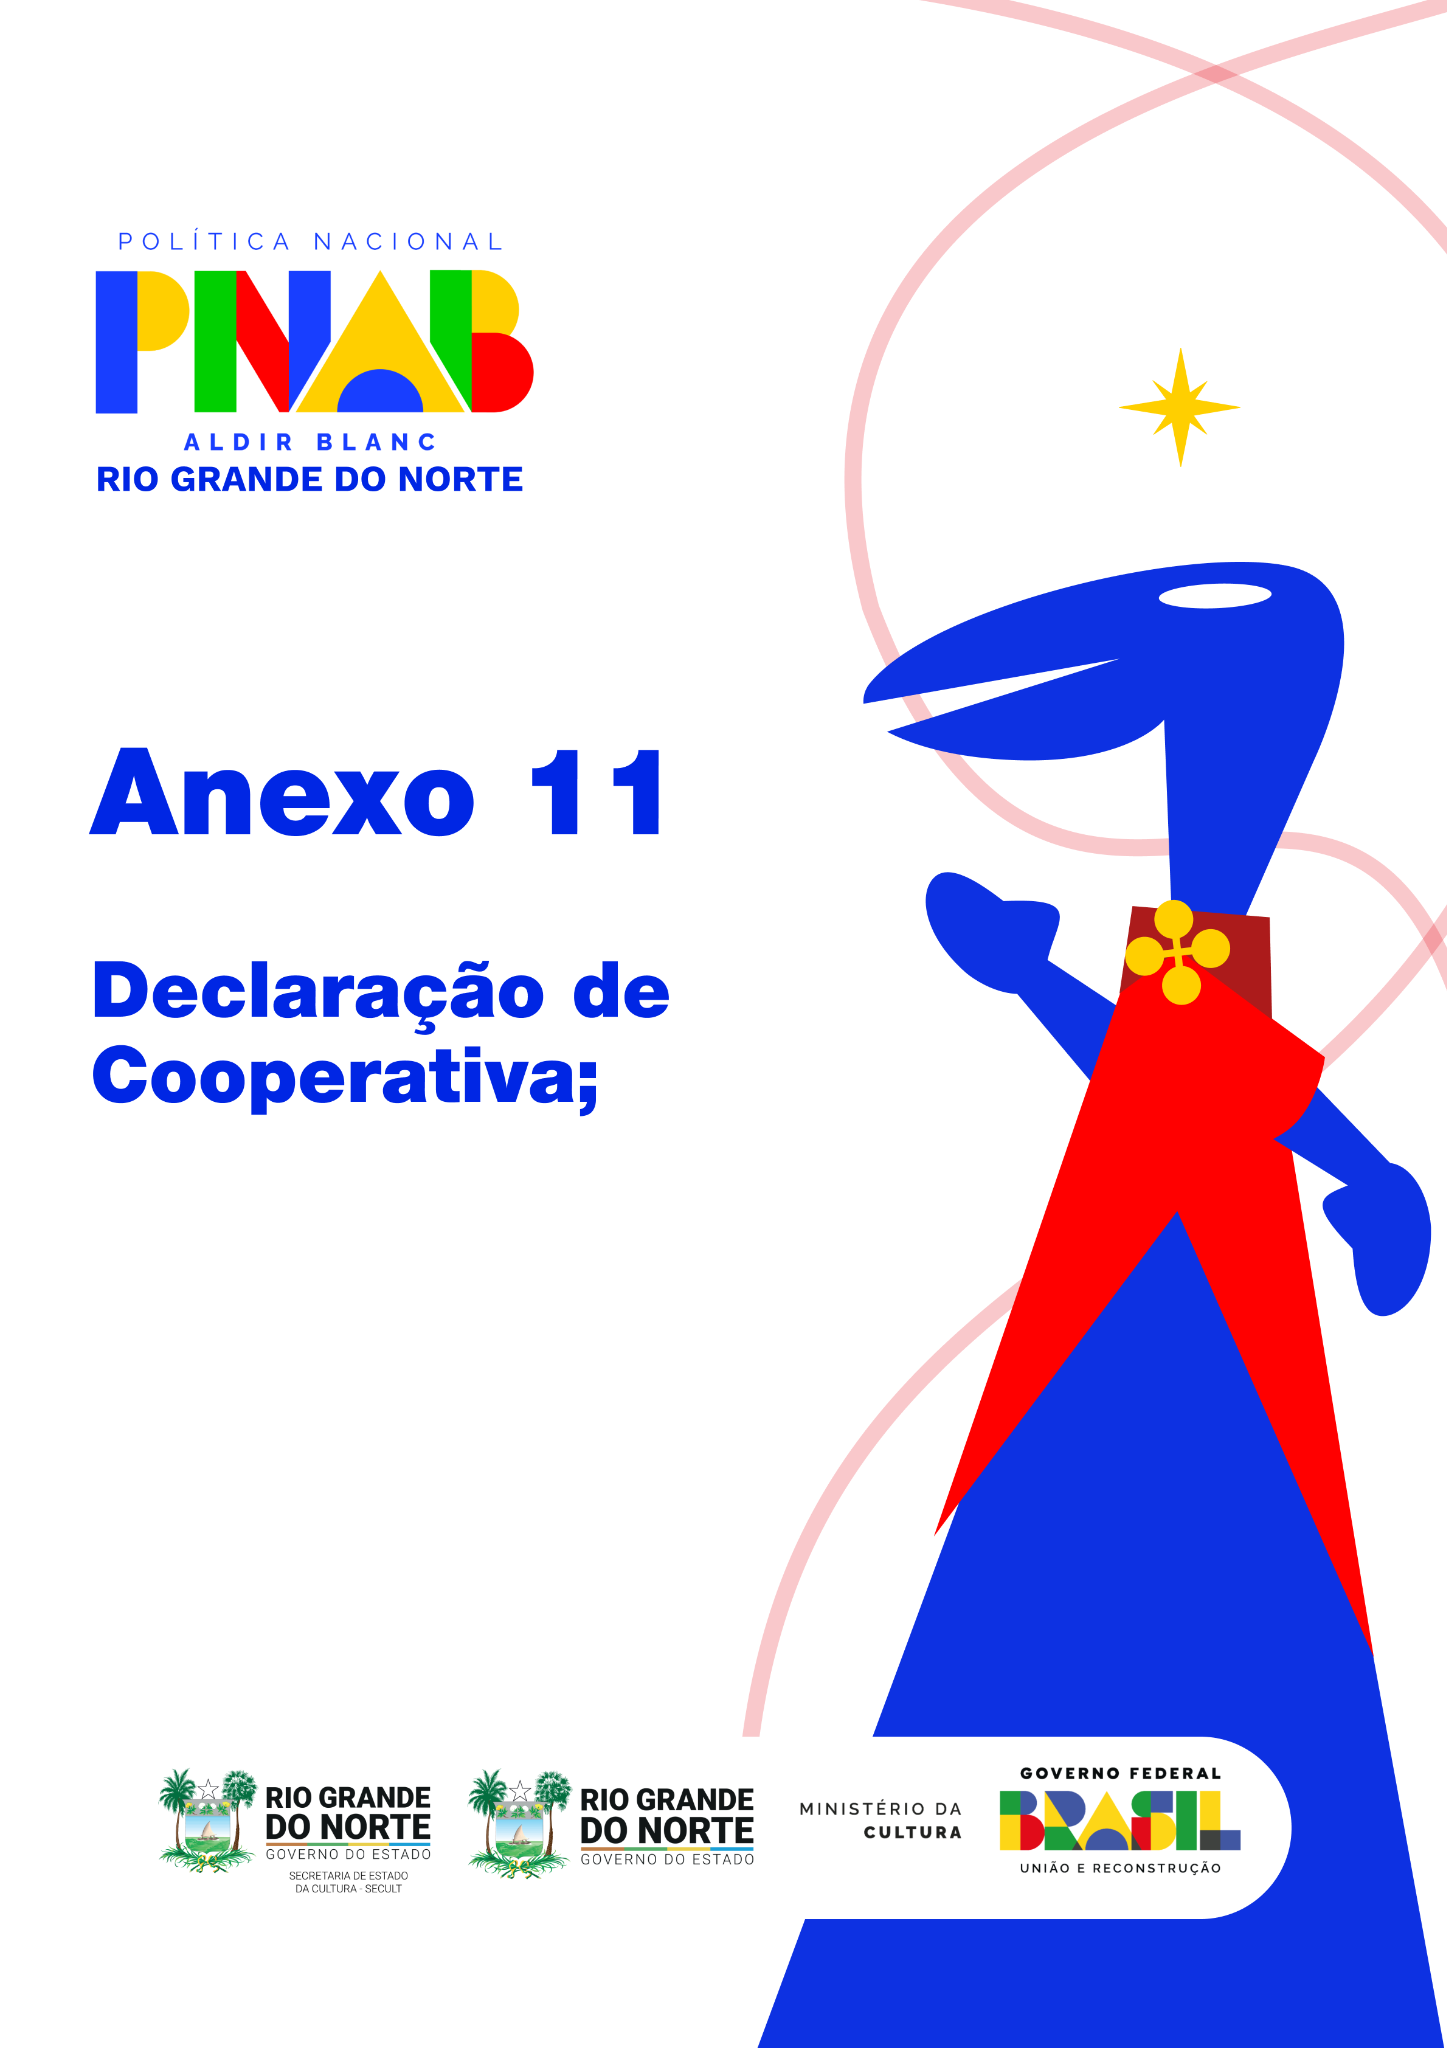 POLÍTICA NACIONAL
PNAB
ALDIR BLANC
RIO GRANDE DO NORTE
Anexo 11
Declaração de
Cooperativa;
RIO GRANDE
DO NORTE
GOVERNO DO ESTADO
SECRETARIA DE ESTADO
DA CULTURA - SECULT
RIO GRANDE
DO NORTE
GOVERNO DO ESTADO
MINISTÉRIO DA
CULTURA
GOVERNO FEDERAL
BRASIL
UNIÃO E RECONSTRUÇÃO